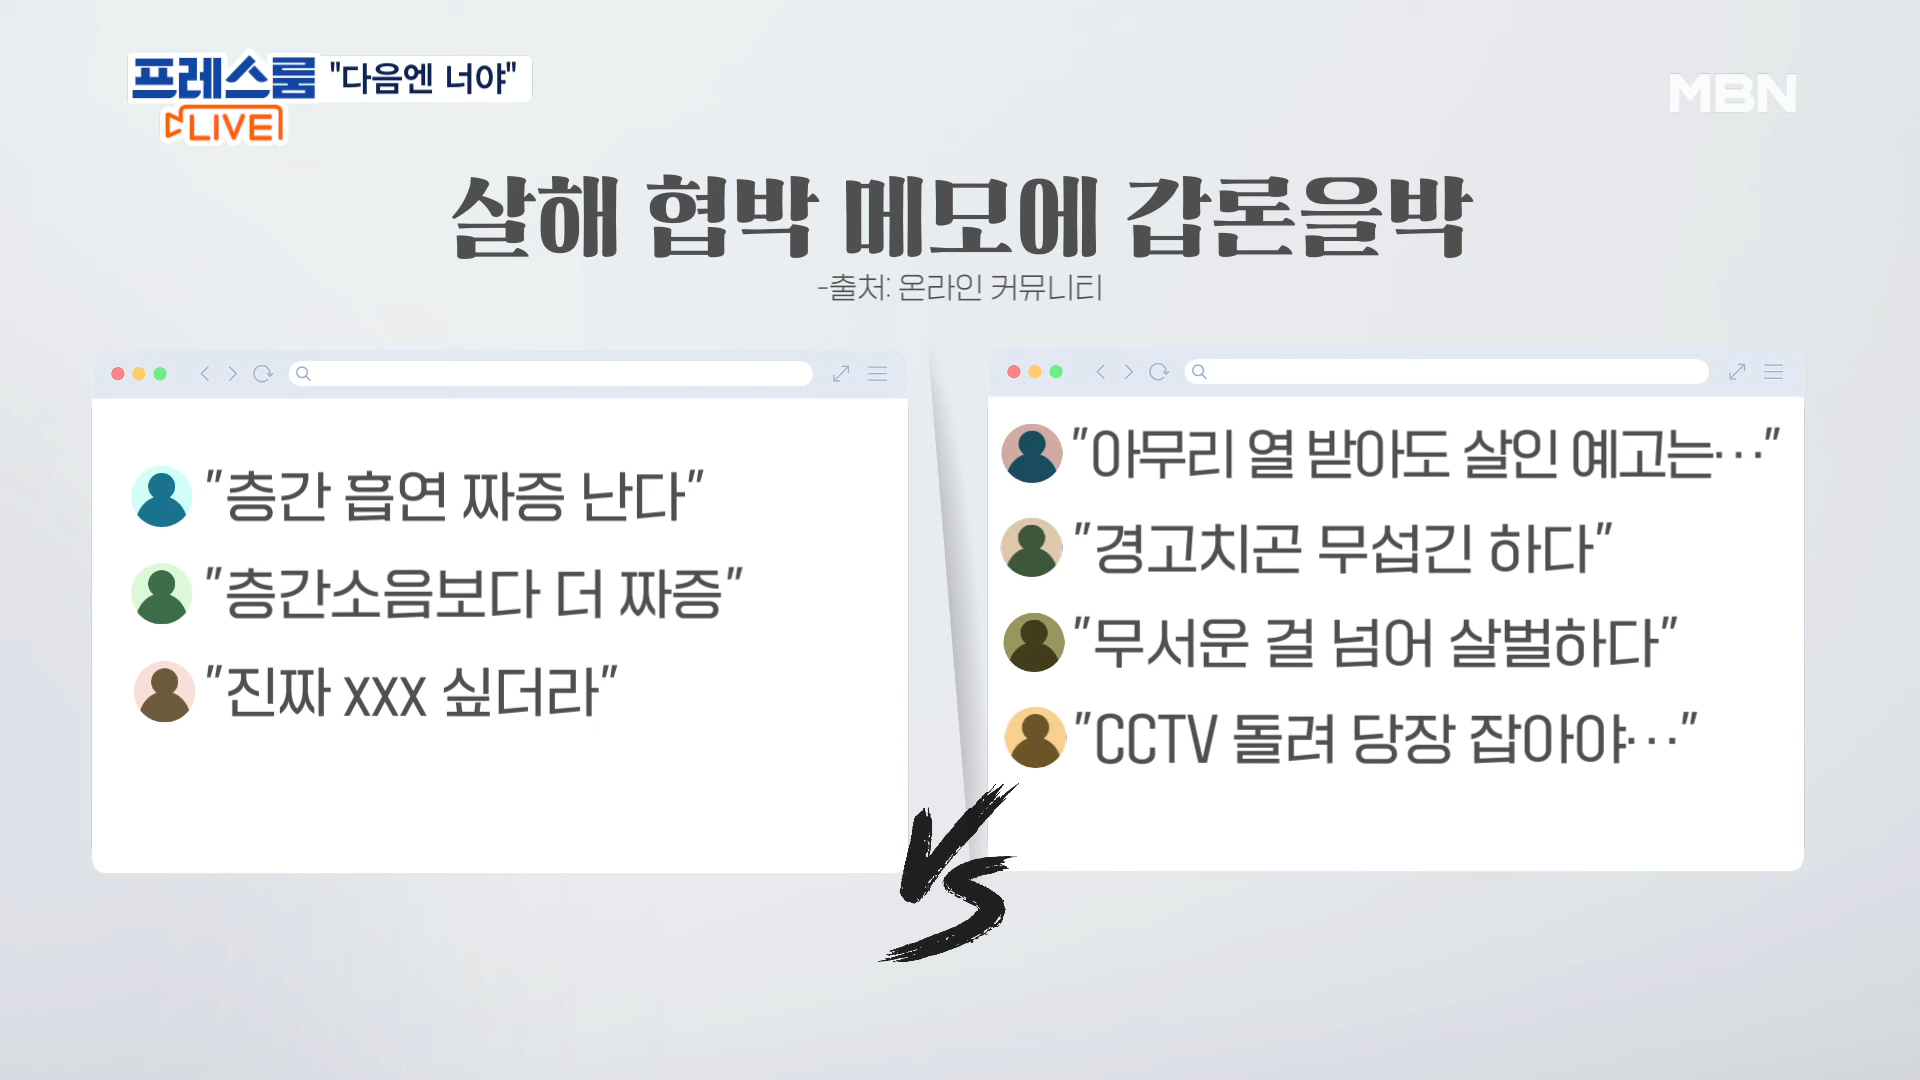 프레스룸
LIVE
"다음엔 너야"
MBN
살해 협박 메모에 갑론을박
-출처: 온라인 커뮤니티
"층간 흡연 짜증 난다"
"층간소음보다 더 짜증"
"진짜 xxx 싶더라"
VS
"아무리 열 받아도 살인 예고는…"
"경고치곤 무섭긴 하다"
"무서운 걸 넘어 살벌하다"
"CCTV 돌려 당장 잡아야…"